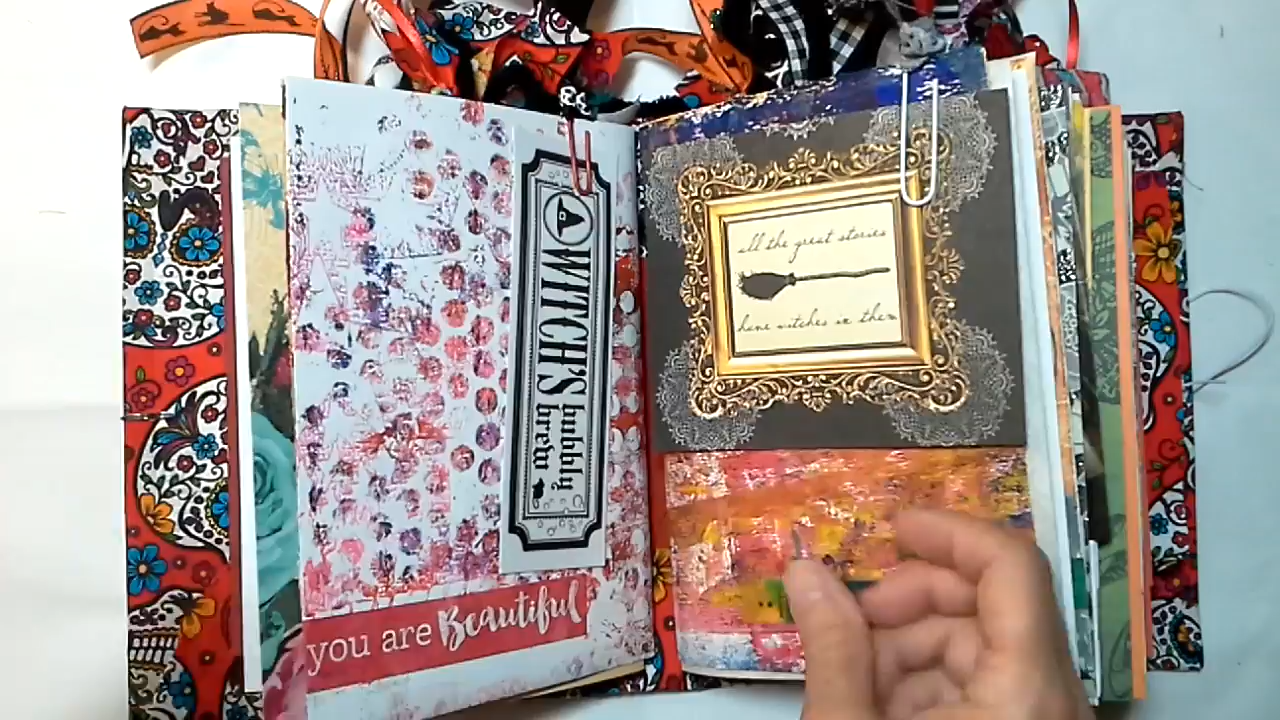 WITCH'S
bubbly
brew
you are Beautiful
all the great stories
have witches in them